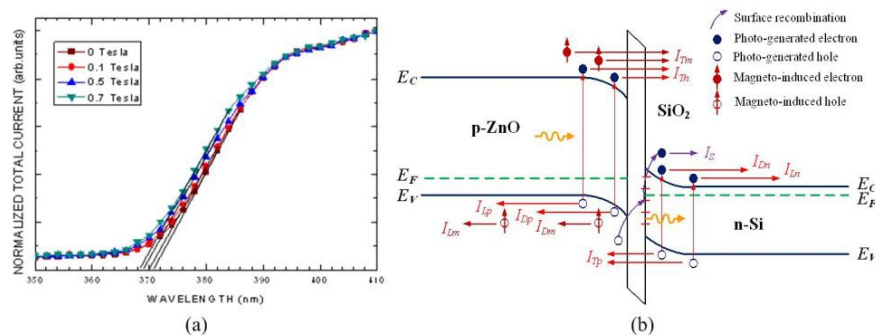 (a)
NORMALIZED TOTAL CURRENT (arb.units)
0 Tesla
0.1 Tesla
0.5 Tesla
0.7 Tesla
350 360 370 380 390 400 410
WAVELENGTH (nm)
(a)
(b)
Surface recombination
Photo-generated electron
Photo-generated hole
Magneto-induced electron
Magneto-induced hole
I_Tm
I_Tn
E_C
SiO₂
p-ZnO
I_S
I_Dn
I_Ln
E_F
E_V
E_C
E_F
I_Lp
I_Dp
I_Lm
I_Dm
n-Si
I_Tp
E_V
(b)